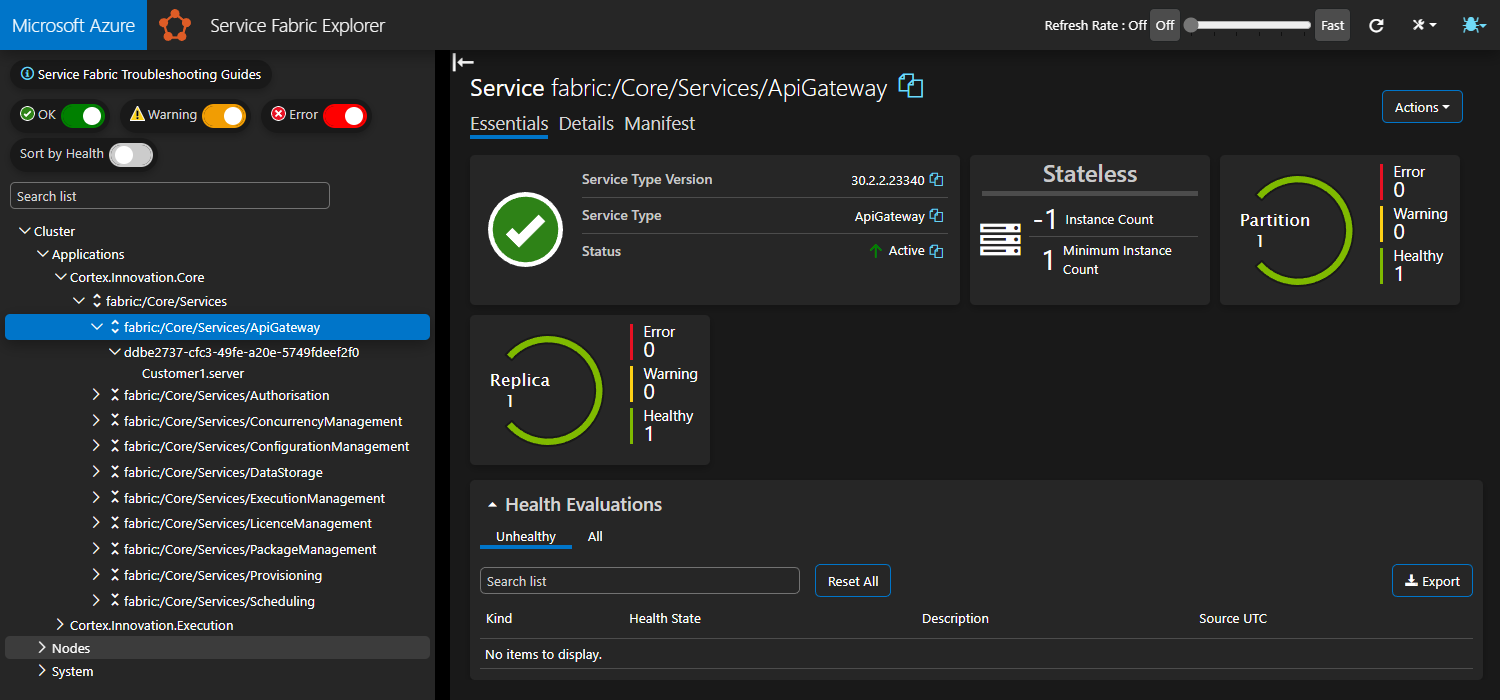 Microsoft Azure Service Fabric Explorer Refresh Rate : Off Off Fast
Service Fabric Troubleshooting Guides
OK Warning Error
Sort by Health
Search list
Cluster
Applications
Cortex.Innovation.Core
fabric:/Core/Services
fabric:/Core/Services/ApiGateway
ddbe2737-cfc3-49fe-a20e-5749fdeef2f0
Customer1.server
fabric:/Core/Services/Authorisation
fabric:/Core/Services/ConcurrencyManagement
fabric:/Core/Services/ConfigurationManagement
fabric:/Core/Services/DataStorage
fabric:/Core/Services/ExecutionManagement
fabric:/Core/Services/LicenceManagement
fabric:/Core/Services/PackageManagement
fabric:/Core/Services/Provisioning
fabric:/Core/Services/Scheduling
Cortex.Innovation.Execution
Nodes
System
Service fabric:/Core/Services/ApiGateway
Actions
Essentials Details Manifest
Service Type Version 30.2.2.23340
Service Type ApiGateway
Status Active
Stateless
-1 Instance Count
1 Minimum Instance
Count
Partition
1
Error
0
Warning
0
Healthy
1
Replica
1
Error
0
Warning
0
Healthy
1
Health Evaluations
Unhealthy All
Search list Reset All Export
Kind Health State Description Source UTC
No items to display.